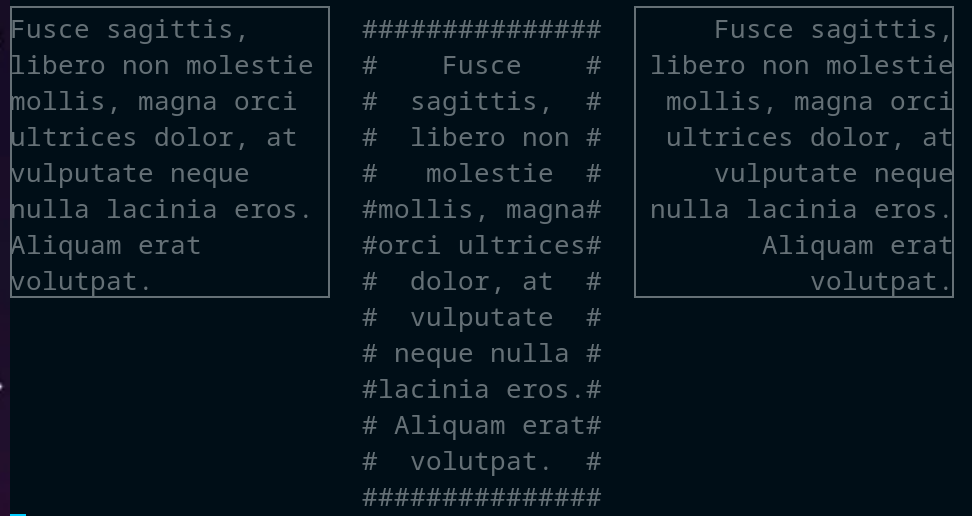 Fusce sagittis,
libero non molestie
mollis, magna orci
ultrices dolor, at
vulputate neque
nulla lacinia eros.
Aliquam erat
volutpat.
###############
#    Fusce    #
#  sagittis,  #
#  libero non #
#   molestie  #
#mollis, magna#
#orci ultrices#
#  dolor, at  #
#  vulputate  #
# neque nulla #
#lacinia eros.#
# Aliquam erat#
#  volutpat.  #
###############
Fusce sagittis,
libero non molestie
mollis, magna orci
ultrices dolor, at
vulputate neque
nulla lacinia eros.
Aliquam erat
volutpat.